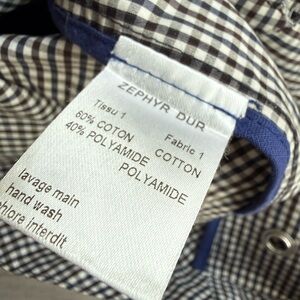 ZEPHYR DUR
Tissu 1 Fabric 1
60% COTON COTTON
40% POLYAMIDE POLYAMIDE
lavage main
hand wash
chlore interdit